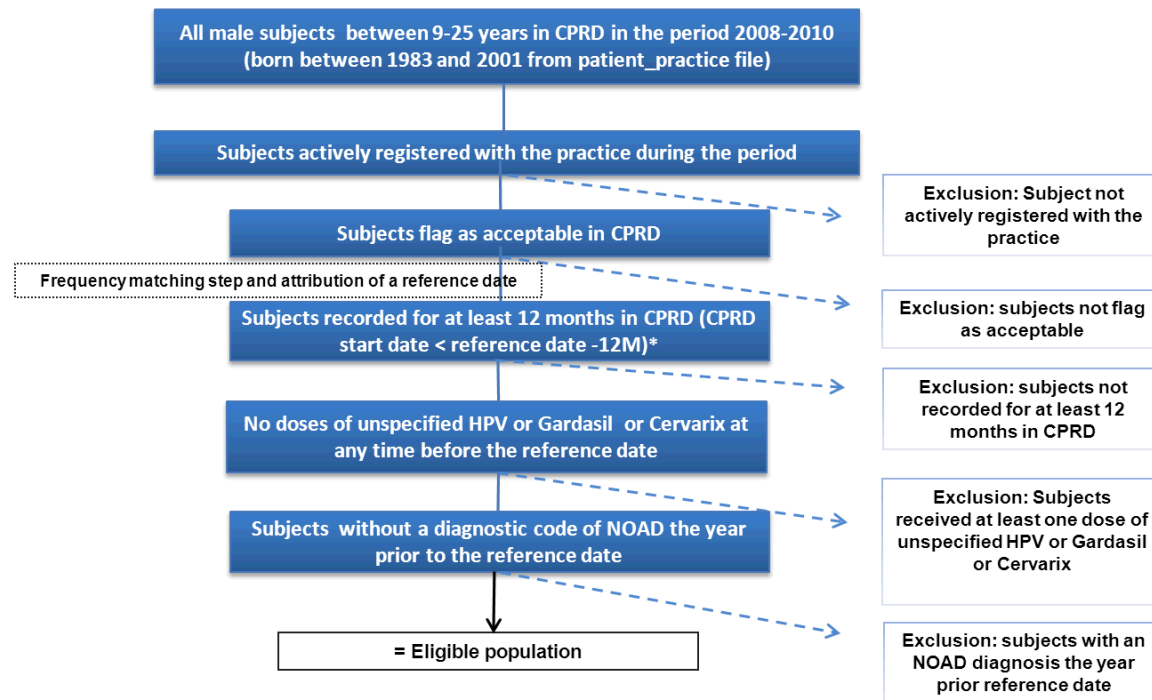 All male subjects between 9-25 years in CPRD in the period 2008-2010
(born between 1983 and 2001 from patient_practice file)
Subjects actively registered with the practice during the period
Exclusion: Subject not
actively registered with the
practice
Subjects flag as acceptable in CPRD
Frequency matching step and attribution of a reference date
Exclusion: subjects not flag
as acceptable
Subjects recorded for at least 12 months in CPRD (CPRD
start date < reference date -12M)*
Exclusion: subjects not
recorded for at least 12
months in CPRD
No doses of unspecified HPV or Gardasil or Cervarix at
any time before the reference date
Exclusion: Subjects
received at least one dose of
unspecified HPV or Gardasil
or Cervarix
Subjects without a diagnostic code of NOAD the year
prior to the reference date
= Eligible population
Exclusion: subjects with an
NOAD diagnosis the year
prior reference date